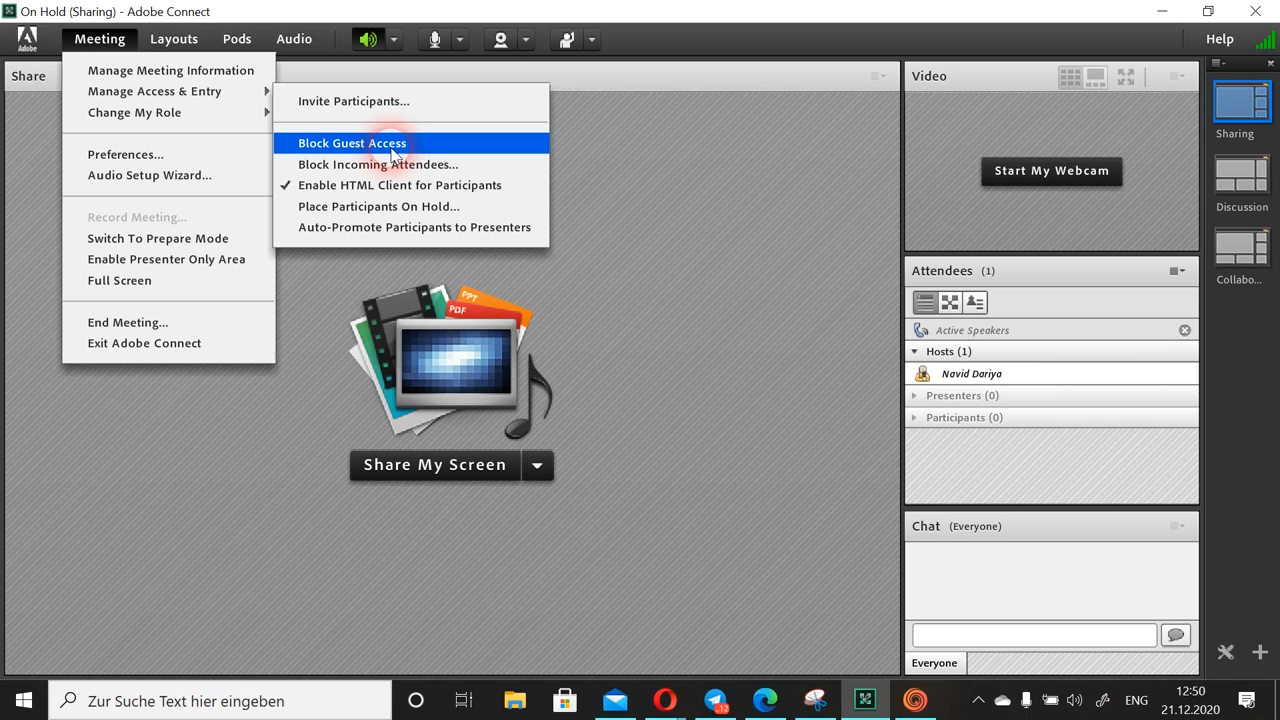 On Hold (Sharing) - Adobe Connect
Adobe
Meeting
Layouts
Pods
Audio
Help
Share
Manage Meeting Information
Manage Access & Entry
Change My Role
Preferences...
Audio Setup Wizard...
Record Meeting...
Switch To Prepare Mode
Enable Presenter Only Area
Full Screen
End Meeting...
Exit Adobe Connect
Invite Participants...
Block Guest Access
Block Incoming Attendees...
Enable HTML Client for Participants
Place Participants On Hold...
Auto-Promote Participants to Presenters
PPT
PDF
Share My Screen
Video
Start My Webcam
Attendees (1)
Active Speakers
Hosts (1)
Navid Dariya
Presenters (0)
Participants (0)
Chat (Everyone)
Everyone
Sharing
Discussion
Collabo...
Zur Suche Text hier eingeben
12
ENG
12:50
21.12.2020